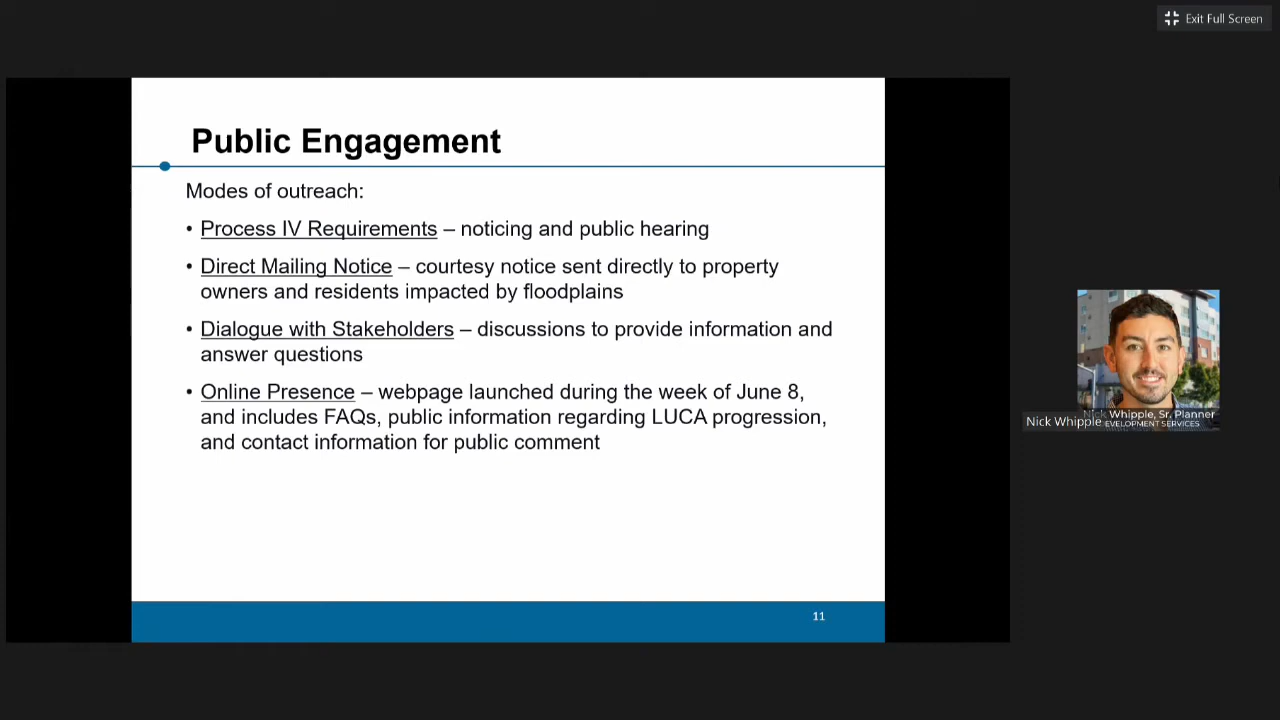 Exit Full Screen
Public Engagement
Modes of outreach:
• Process IV Requirements – noticing and public hearing
• Direct Mailing Notice – courtesy notice sent directly to property
owners and residents impacted by floodplains
• Dialogue with Stakeholders – discussions to provide information and
answer questions
• Online Presence – webpage launched during the week of June 8,
and includes FAQs, public information regarding LUCA progression,
and contact information for public comment
11
Nick Whipple, Sr. Planner
Nick Whipple
EVELOPMENT SERVICES